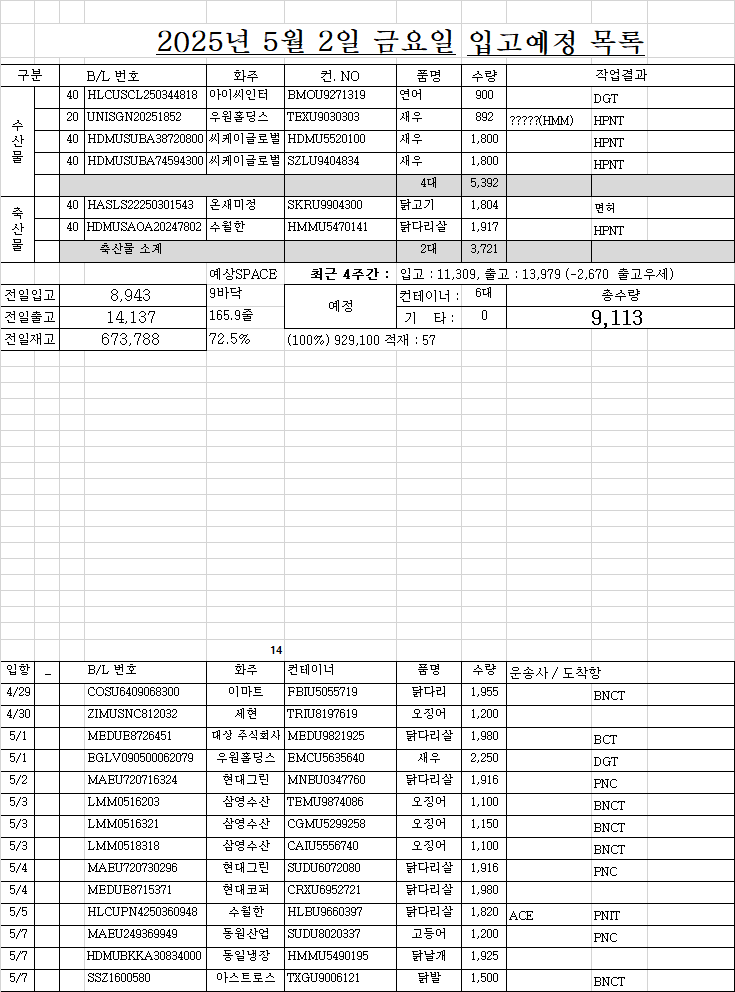 2025년 5월 2일 금요일 입고예정 목록
구분 B/L 번호 화주 컨. NO 품명 수량 작업결과
수산물
40 HLCUSCL250344818 아이씨인터 BMOU9271319 연어 900 DGT
20 UNISGN20251852 우원홀딩스 TEXU9030303 새우 892 ?????(HMM) HPNT
40 HDMUSUBA38720800 씨케이글로벌 HDMU5520100 새우 1,800 HPNT
40 HDMUSUBA74594300 씨케이글로벌 SZLU9404834 새우 1,800 HPNT
4대 5,392
축산물
40 HASLS22250301543 온새미정 SKRU9904300 닭고기 1,804 면허
40 HDMUSAOA20247802 수월한 HMMU5470141 닭다리살 1,917 HPNT
축산물 소계 2대 3,721
예상SPACE 최근 4주간 : 입고 : 11,309, 출고 : 13,979 (-2,670 출고우세)
전일입고 8,943 9바닥 예정 컨테이너 : 6대 총수량
전일출고 14,137 165.9줄 기 타 : 0 9,113
전일재고 673,788 72.5% (100%) 929,100 적재 : 57
14
입항 _ B/L 번호 화주 컨테이너 품명 수량 운송사 / 도착항
4/29 COSU6409068300 이마트 FBIU5055719 닭다리 1,955 BNCT
4/30 ZIMUSNC812032 세현 TRIU8197619 오징어 1,200
5/1 MEDUE8726451 대상 주식회사 MEDU9821925 닭다리살 1,980 BCT
5/1 EGLV090500062079 우원홀딩스 EMCU5635640 새우 2,250 DGT
5/2 MAEU720716324 현대그린 MNBU0347760 닭다리살 1,916 PNC
5/3 LMM0516203 삼영수산 TEMU9874086 오징어 1,100 BNCT
5/3 LMM0516321 삼영수산 CGMU5299258 오징어 1,150 BNCT
5/3 LMM0518318 삼영수산 CAIU5556740 오징어 1,100 BNCT
5/4 MAEU720730296 현대그린 SUDU6072080 닭다리살 1,916 PNC
5/4 MEDUE8715371 현대코퍼 CRXU6952721 닭다리살 1,980
5/5 HLCUPN4250360948 수월한 HLBU9660397 닭다리살 1,820 ACE PNIT
5/7 MAEU249369949 동원산업 SUDU8020337 고등어 1,200 PNC
5/7 HDMUBKKA30834000 동일냉장 HMMU5490195 닭날개 1,925
5/7 SSZ1600580 아스트로스 TXGU9006121 닭발 1,500 BNCT